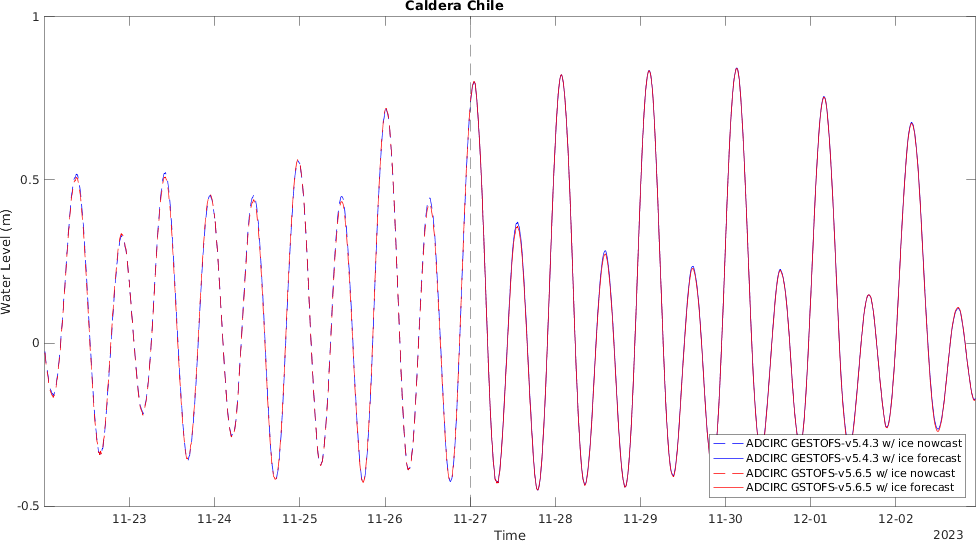 Caldera Chile
1
0.5
0
-0.5
Water Level (m)
11-23
11-24
11-25
11-26
11-27
11-28
11-29
11-30
12-01
12-02
Time
2023
ADCIRC GESTOFS-v5.4.3 w/ ice nowcast
ADCIRC GESTOFS-v5.4.3 w/ ice forecast
ADCIRC GSTOFS-v5.6.5 w/ ice nowcast
ADCIRC GSTOFS-v5.6.5 w/ ice forecast